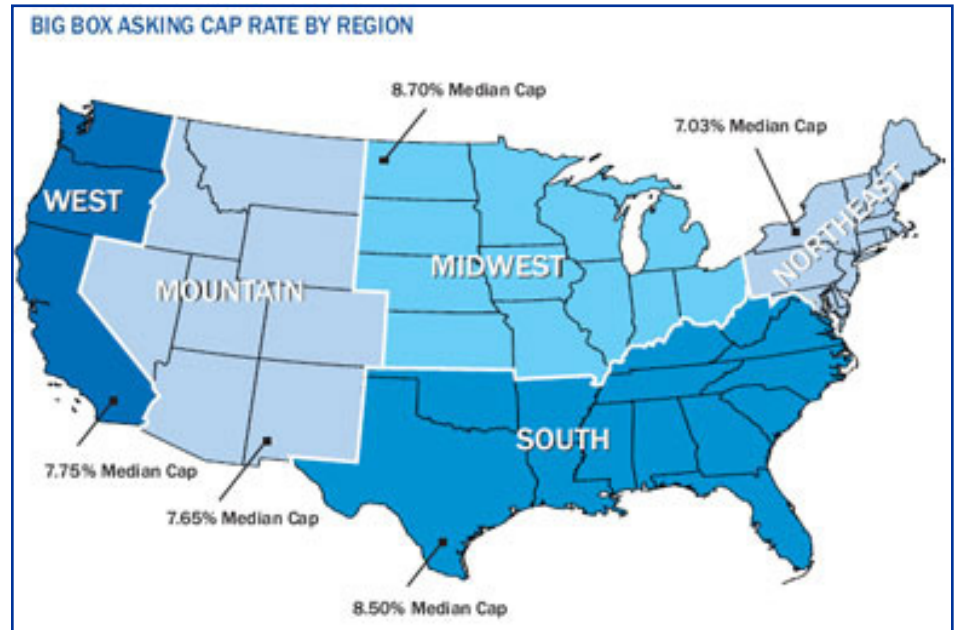 BIG BOX ASKING CAP RATE BY REGION
8.70% Median Cap
7.03% Median Cap
WEST
NORTHEAST
MIDWEST
MOUNTAIN
SOUTH
7.75% Median Cap
7.65% Median Cap
8.50% Median Cap